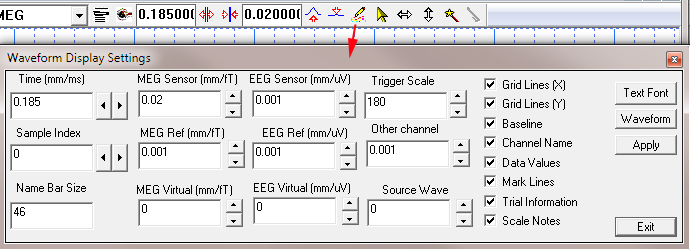 MEG 0.18500( 0.02000(
Waveform Display Settings
Time (mm/ms) MEG Sensor (mm/fT) EEG Sensor (mm/uV) Trigger Scale
0.185 0.02 0.001 180
Sample Index MEG Ref (mm/fT) EEG Ref (mm/uV) Other channel
0 0.001 0.001 0.001
Name Bar Size MEG Virtual (mm/fT) EEG Virtual (mm/uV) Source Wave
46 0 0 0
Grid Lines (X)
Grid Lines (Y)
Baseline
Channel Name
Data Values
Mark Lines
Trial Information
Scale Notes
Text Font
Waveform
Apply
Exit